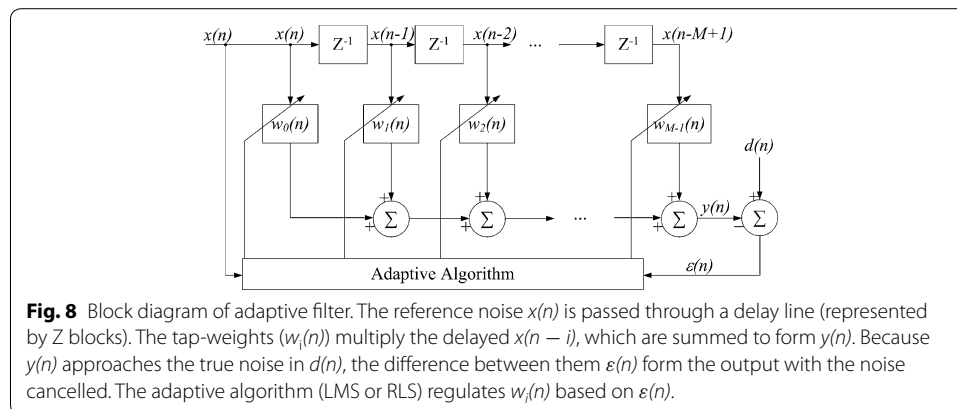 x(n) x(n) x(n-1) x(n-2) ... x(n-M+1)
Z-1 Z-1 Z-1
w0(n) w1(n) w2(n) wM-1(n)
d(n)
+ + + +
Σ Σ ... Σ y(n) Σ
+ + + −
Adaptive Algorithm ε(n)
Fig. 8 Block diagram of adaptive filter. The reference noise x(n) is passed through a delay line (represented
by Z blocks). The tap-weights (wi(n)) multiply the delayed x(n − i), which are summed to form y(n). Because
y(n) approaches the true noise in d(n), the difference between them ε(n) form the output with the noise
cancelled. The adaptive algorithm (LMS or RLS) regulates wi(n) based on ε(n).